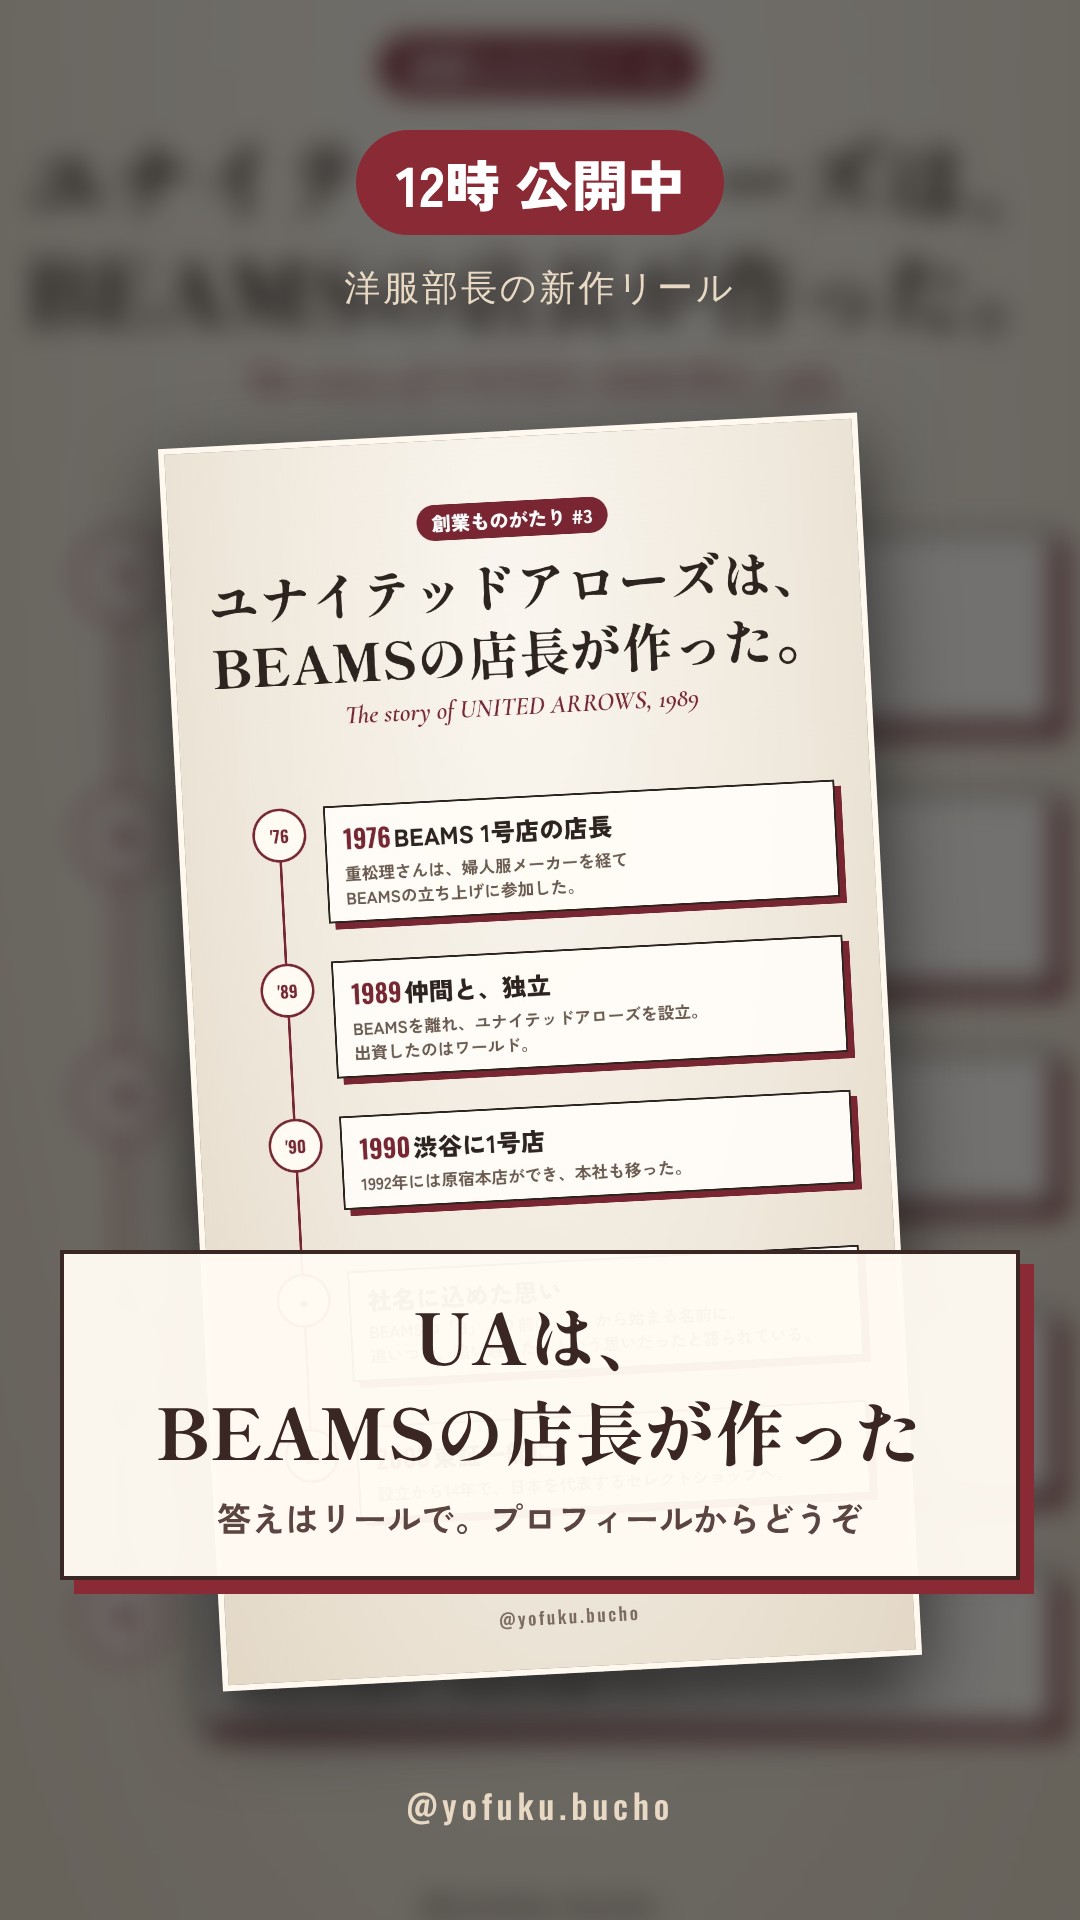 12時 公開中
洋服部長の新作リール
創業ものがたり #3
ユナイテッドアローズは、
BEAMSの店長が作った。
The story of UNITED ARROWS, 1989
'76
1976 BEAMS 1号店の店長
重松理さんは、婦人服メーカーを経て
BEAMSの立ち上げに参加した。
'89
1989 仲間と、独立
BEAMSを離れ、ユナイテッドアローズを設立。
出資したのはワールド。
'90
1990 渋谷に1号店
1992年には原宿本店ができ、本社も移った。
社名に込めた思い
UAは、
BEAMSの店長が作った
答えはリールで。プロフィールからどうぞ
@yofuku.bucho
@yofuku.bucho